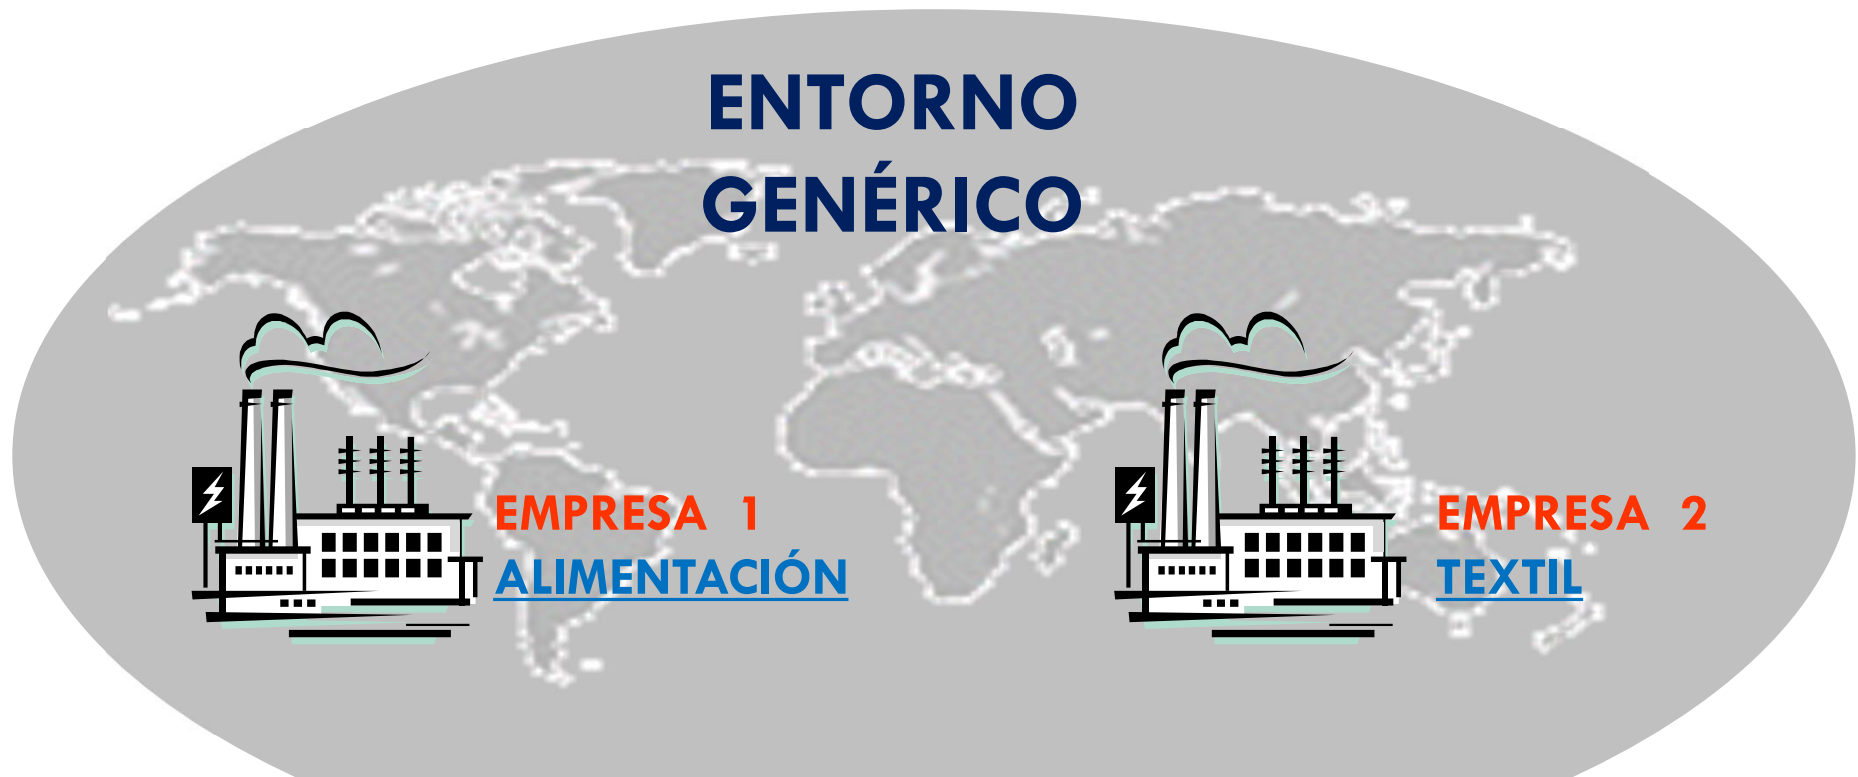 ENTORNO
GENÉRICO
EMPRESA 1
ALIMENTACIÓN
EMPRESA 2
TEXTIL